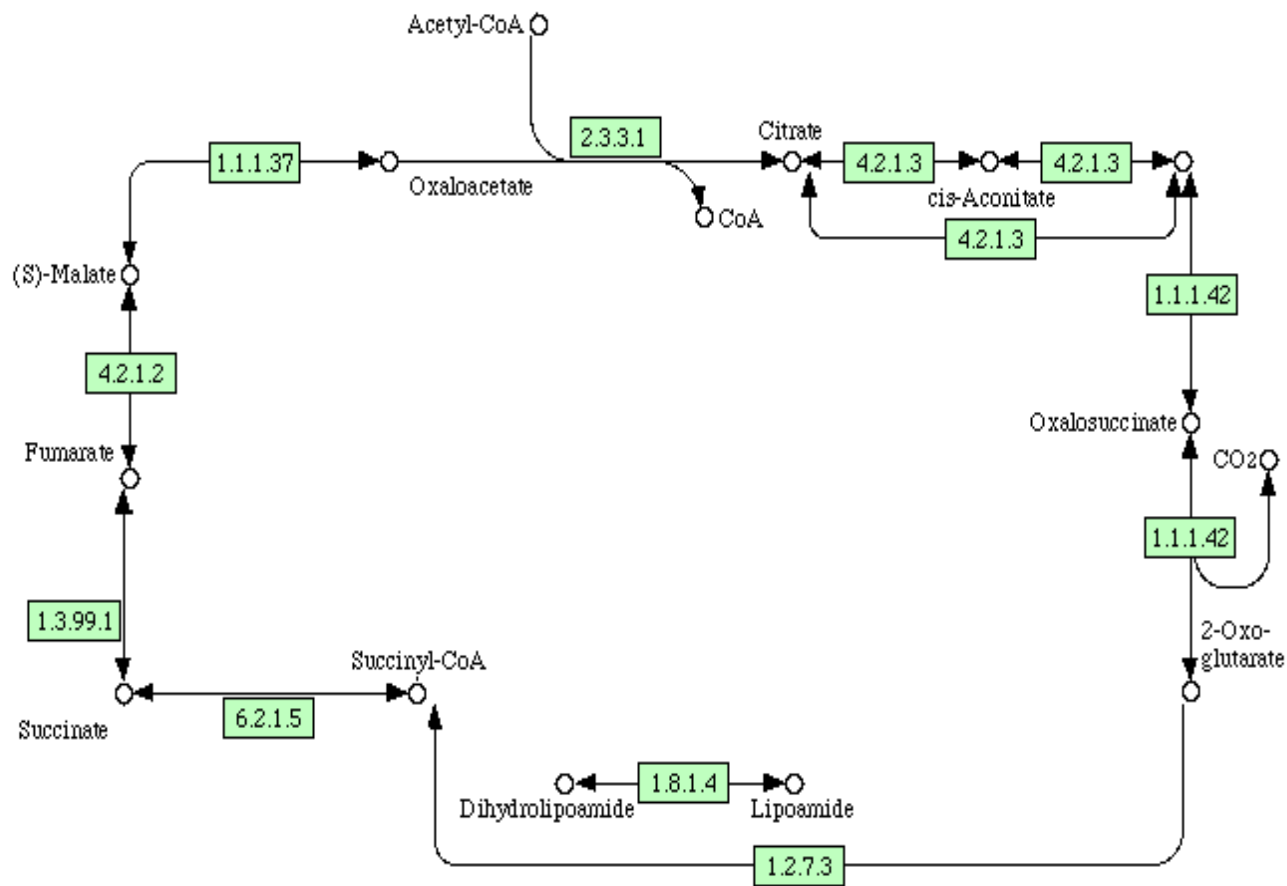 Acetyl-CoA
2.3.3.1
Citrate
1.1.1.37
4.2.1.3
4.2.1.3
Oxaloacetate
cis-Aconitate
CoA
4.2.1.3
(S)-Malate
1.1.1.42
4.2.1.2
Oxalosuccinate
Fumarate
CO2
1.1.1.42
1.3.99.1
2-Oxo-
glutarate
Succinyl-CoA
6.2.1.5
Succinate
1.8.1.4
Dihydrolipoamide
Lipoamide
1.2.7.3